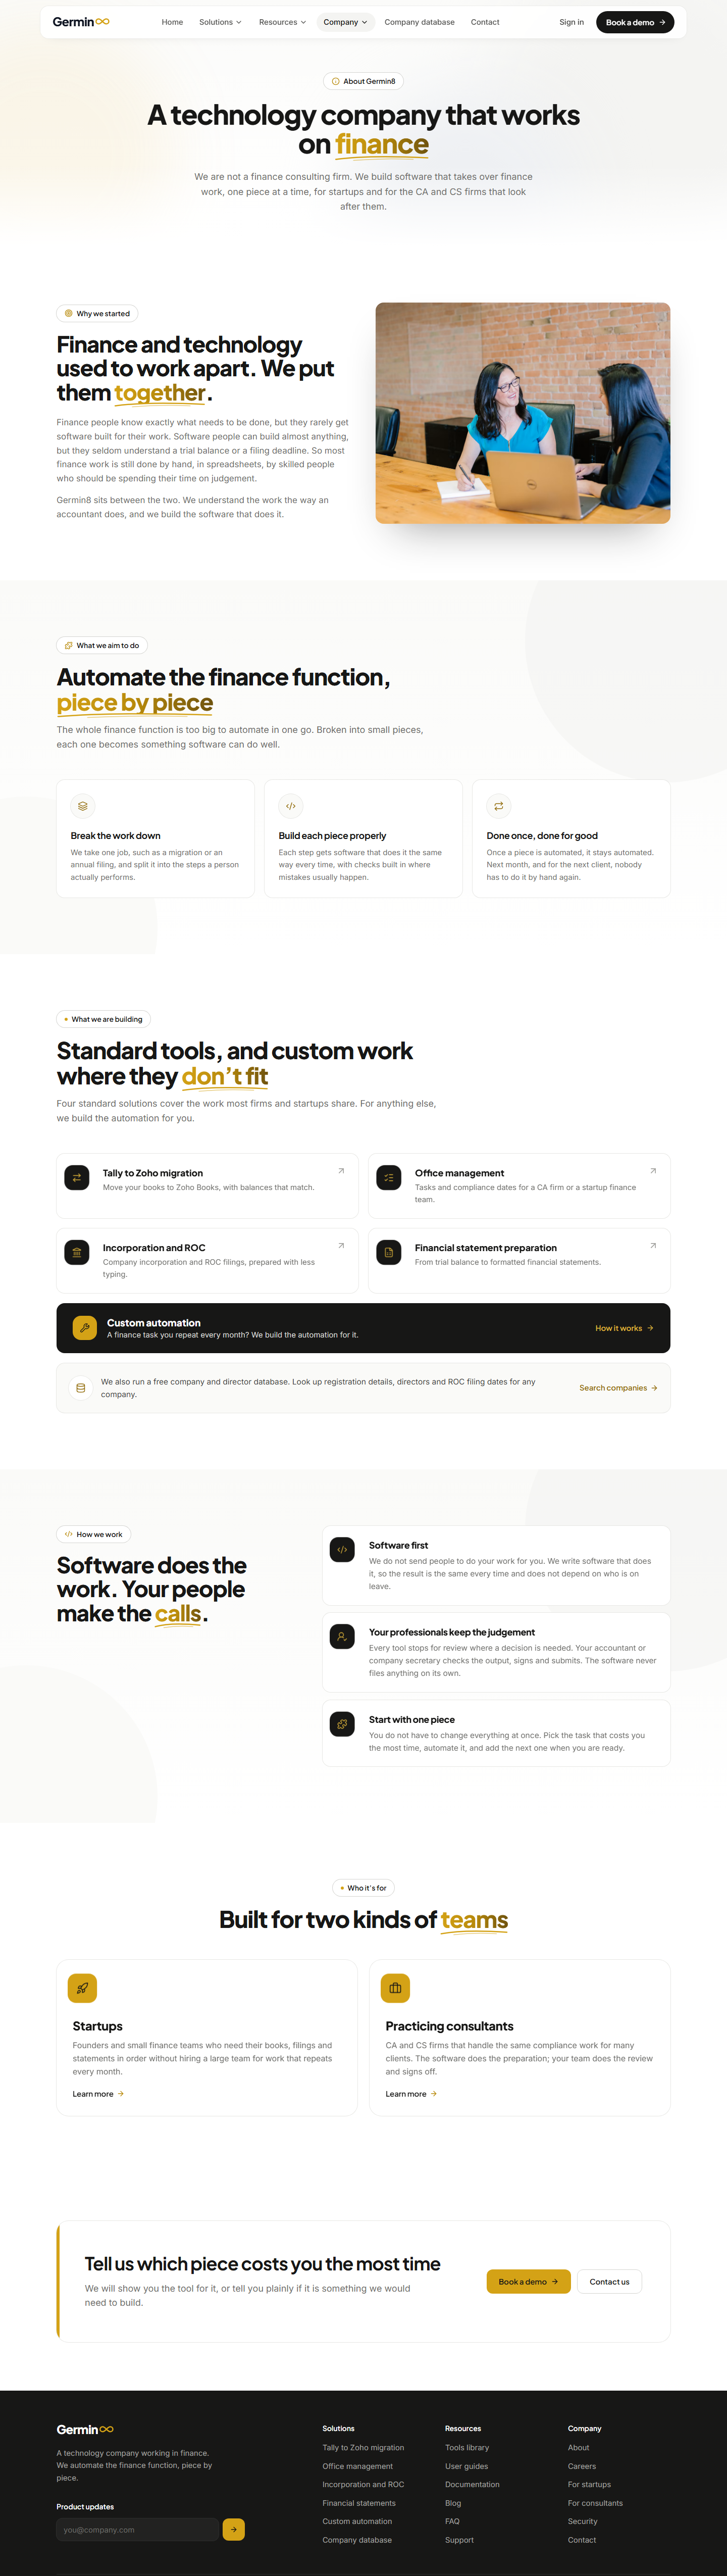 Germin
Home
Solutions
Resources
Company
Company database
Contact
Sign in
Book a demo
About Germin8
A technology company that works
on finance
We are not a finance consulting firm. We build software that takes over finance
work, one piece at a time, for startups and for the CA and CS firms that look
after them.
Why we started
Finance and technology
used to work apart. We put
them together.
Finance people know exactly what needs to be done, but they rarely get
software built for their work. Software people can build almost anything,
but they seldom understand a trial balance or a filing deadline. So most
finance work is still done by hand, in spreadsheets, by skilled people
who should be spending their time on judgement.
Germin8 sits between the two. We understand the work the way an
accountant does, and we build the software that does it.
DELL
What we aim to do
Automate the finance function,
piece by piece
The whole finance function is too big to automate in one go. Broken into small pieces,
each one becomes something software can do well.
Break the work down
We take one job, such as a migration or an
annual filing, and split it into the steps a person
actually performs.
Build each piece properly
Each step gets software that does it the same
way every time, with checks built in where
mistakes usually happen.
Done once, done for good
Once a piece is automated, it stays automated.
Next month, and for the next client, nobody
has to do it by hand again.
What we are building
Standard tools, and custom work
where they don't fit
Four standard solutions cover the work most firms and startups share. For anything else,
we build the automation for you.
Tally to Zoho migration
Move your books to Zoho Books, with balances that match.
Office management
Tasks and compliance dates for a CA firm or a startup finance
team.
Incorporation and ROC
Company incorporation and ROC filings, prepared with less
typing.
Financial statement preparation
From trial balance to formatted financial statements.
Custom automation
A finance task you repeat every month? We build the automation for it.
How it works
We also run a free company and director database. Look up registration details, directors and ROC filing dates for any
company.
Search companies
How we work
Software does the
work. Your people
make the calls.
Software first
We do not send people to do your work for you. We write software that does
it, so the result is the same every time and does not depend on who is on
leave.
Your professionals keep the judgement
Every tool stops for review where a decision is needed. Your accountant or
company secretary checks the output, signs and submits. The software never
files anything on its own.
Start with one piece
You do not have to change everything at once. Pick the task that costs you
the most time, automate it, and add the next one when you are ready.
Who it's for
Built for two kinds of teams
Startups
Founders and small finance teams who need their books, filings and
statements in order without hiring a large team for work that repeats
every month.
Learn more
Practicing consultants
CA and CS firms that handle the same compliance work for many
clients. The software does the preparation; your team does the review
and signs off.
Learn more
Tell us which piece costs you the most time
We will show you the tool for it, or tell you plainly if it is something we would
need to build.
Book a demo
Contact us
Germin
A technology company working in finance.
We automate the finance function, piece by
piece.
Product updates
you@company.com
Solutions
Tally to Zoho migration
Office management
Incorporation and ROC
Financial statements
Custom automation
Company database
Resources
Tools library
User guides
Documentation
Blog
FAQ
Support
Company
About
Careers
For startups
For consultants
Security
Contact